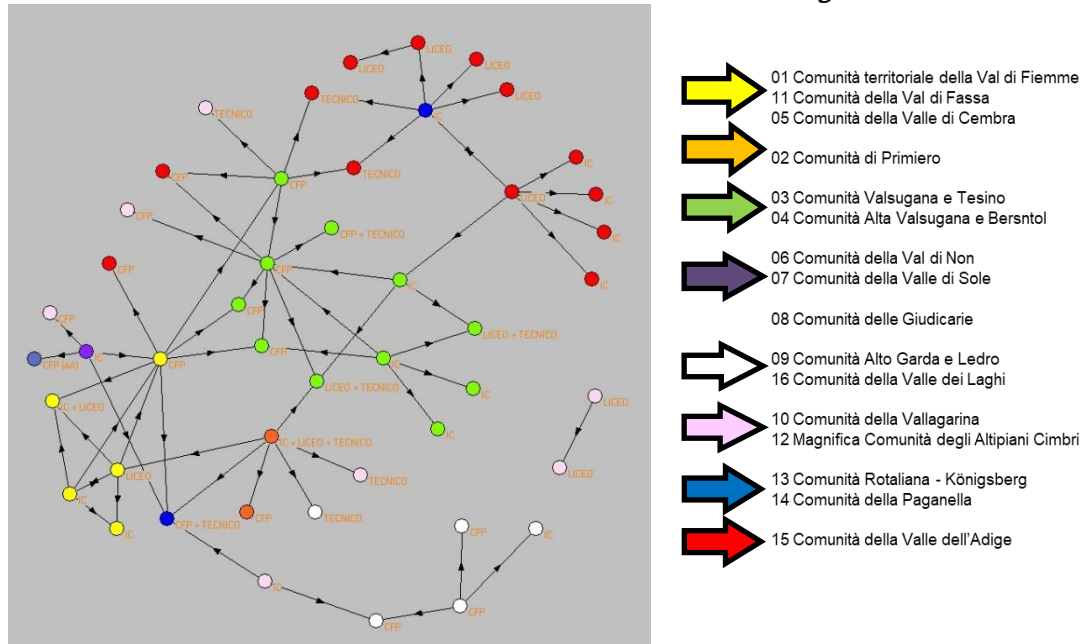 LICEO
LICEO
LICEO
LICEO
TECNICO
TECNICO
IC
TECNICO
CFP
CFP
IC
LICEO
IC
IC
IC
CFP
CFP + TECNICO
CFP
CFP
IC
CFP
CFP
LICEO + TECNICO
CFP
IC
CFP (AA)
CFP
CFP
IC
LICEO + TECNICO
IC
IC + LICEO
LICEO
IC
IC + LICEO + TECNICO
LICEO
LICEO
TECNICO
IC
CFP
TECNICO
CFP + TECNICO
IC
CFP
IC
IC
CFP
CFP
01 Comunità territoriale della Val di Fiemme
11 Comunità della Val di Fassa
05 Comunità della Valle di Cembra
02 Comunità di Primiero
03 Comunità Valsugana e Tesino
04 Comunità Alta Valsugana e Bersntol
06 Comunità della Val di Non
07 Comunità della Valle di Sole
08 Comunità delle Giudicarie
09 Comunità Alto Garda e Ledro
16 Comunità della Valle dei Laghi
10 Comunità della Vallagarina
12 Magnifica Comunità degli Altipiani Cimbri
13 Comunità Rotaliana - Königsberg
14 Comunità della Paganella
15 Comunità della Valle dell'Adige